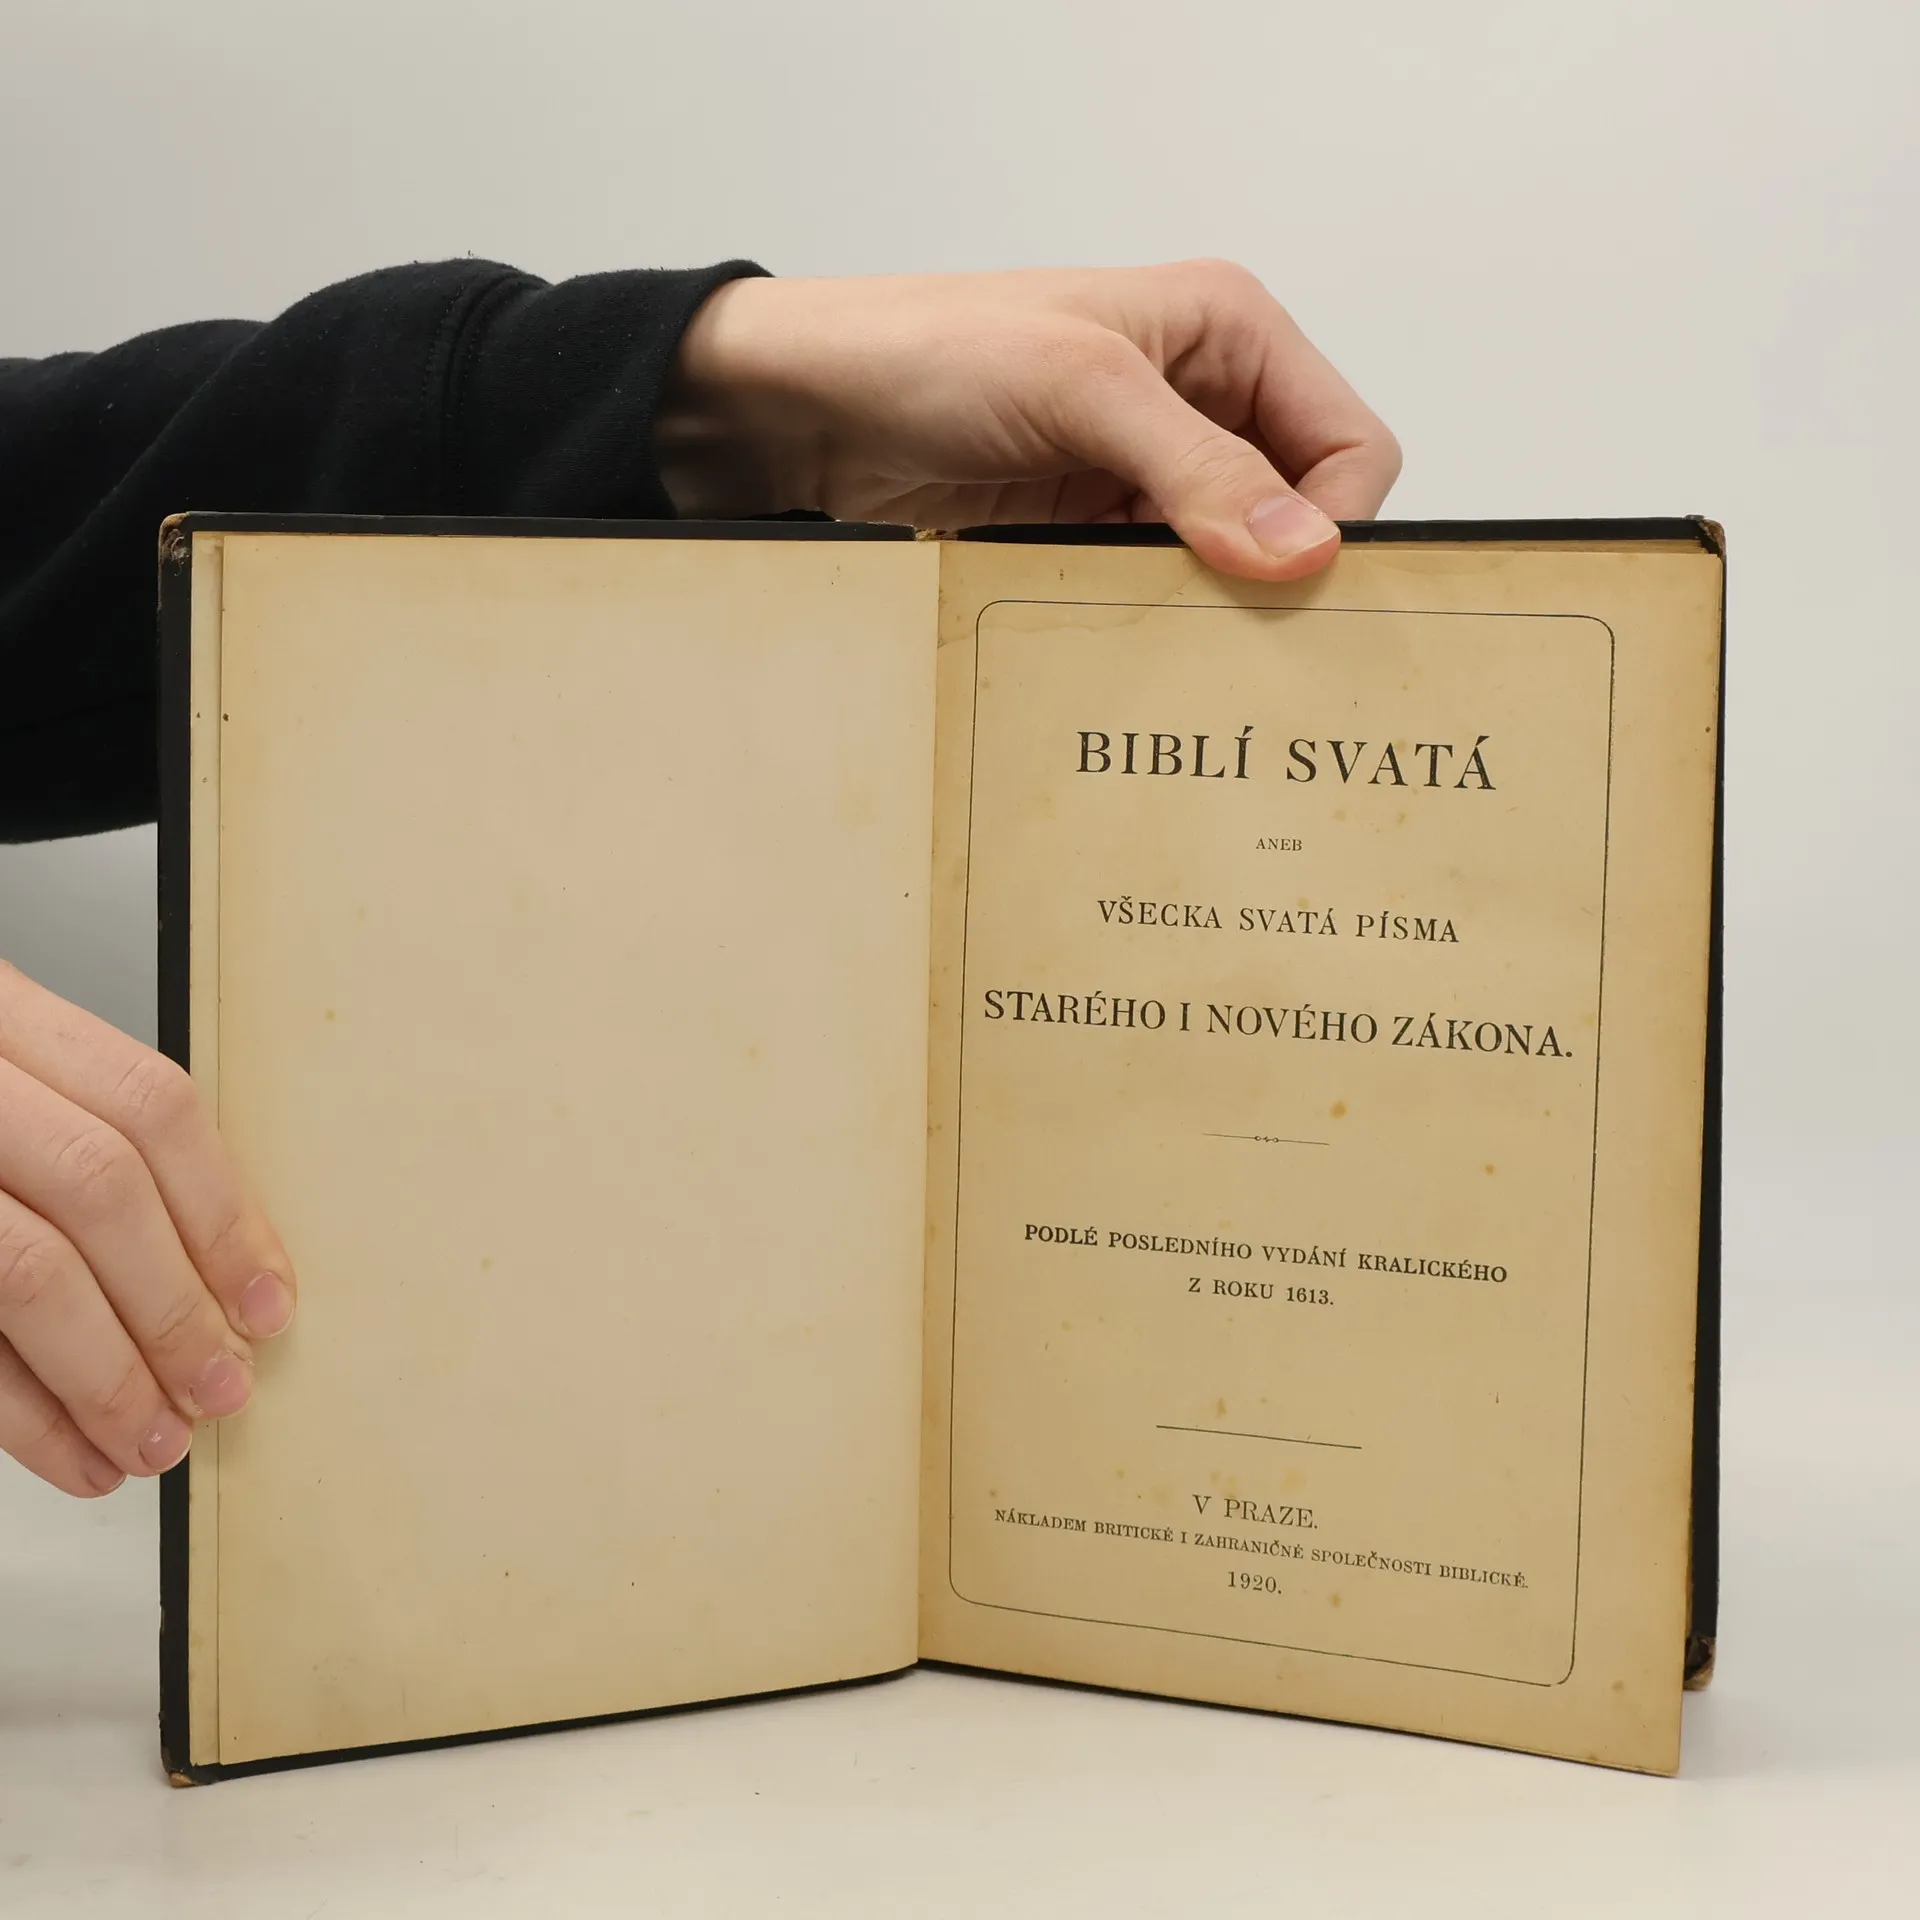 BIBLÍ SVATÁ
ANEB
VŠECKA SVATÁ PÍSMA
STARÉHO I NOVÉHO ZÁKONA.
PODLÉ POSLEDNÍHO VYDÁNÍ KRALICKÉHO
Z ROKU 1613.
V PRAZE.
NÁKLADEM BRITICKÉ I ZAHRANIČNÉ SPOLEČNOSTI BIBLICKÉ.
1920.